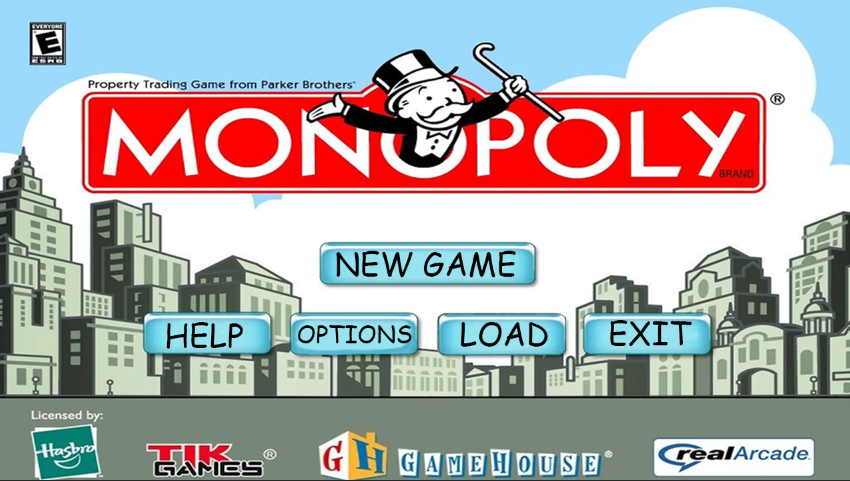 EVERYONE
E
ESRB
Property Trading Game from Parker Brothers®
MONOPOLY®
BRAND
NEW GAME
HELP OPTIONS LOAD EXIT
Licensed by:
Hasbro TIK GAMES® GH GAMEHOUSE® realArcade.